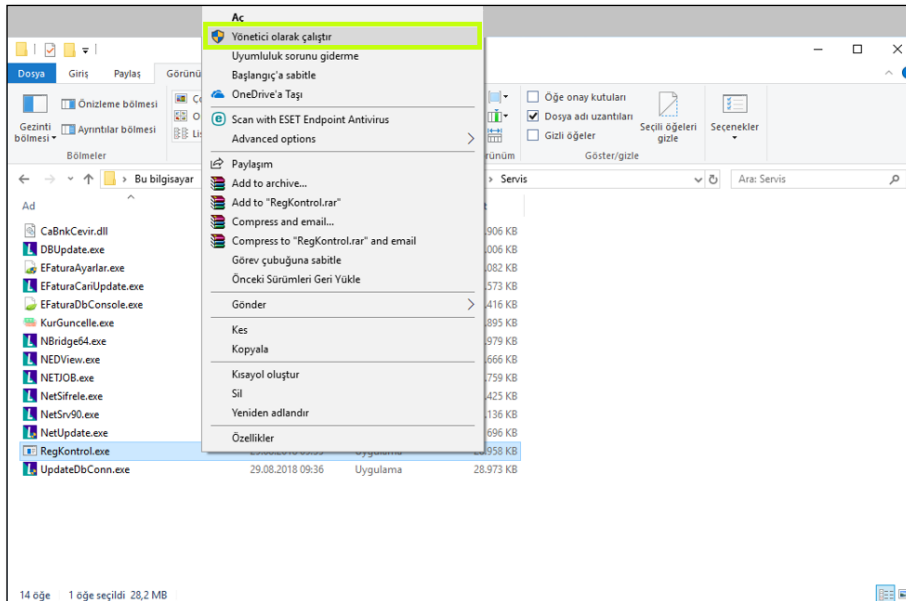 Aç
Yönetici olarak çalıştır
Uyumluluk sorunu giderme
Başlangıç'a sabitle
OneDrive'a Taşı
Scan with ESET Endpoint Antivirus
Advanced options
Paylaşım
Add to archive...
Add to "RegKontrol.rar"
Compress and email...
Compress to "RegKontrol.rar" and email
Görev çubuğuna sabitle
Önceki Sürümleri Geri Yükle
Gönder
Kes
Kopyala
Kısayol oluştur
Sil
Yeniden adlandır
Özellikler
Dosya Giriş Paylaş
Gezinti bölmesi
Önizleme bölmesi
Ayrıntılar bölmesi
Bölmeler
Öğe onay kutuları
Dosya adı uzantıları
Gizli öğeler
Seçili öğeleri gizle
Seçenekler
Göster/gizle
Bu bilgisayar
Servis
Ara: Servis
Ad
CaBnkCevir.dll
DBUpdate.exe
EFaturaAyarlar.exe
EFaturaCariUpdate.exe
EFaturaDbConsole.exe
KurGuncelle.exe
NBridge64.exe
NEDView.exe
NETJOB.exe
NetSifrele.exe
NetSrv90.exe
NetUpdate.exe
RegKontrol.exe
UpdateDbConn.exe 29.08.2018 09:36 Uygulama 28.973 KB
14 öğe 1 öğe seçildi 28,2 MB